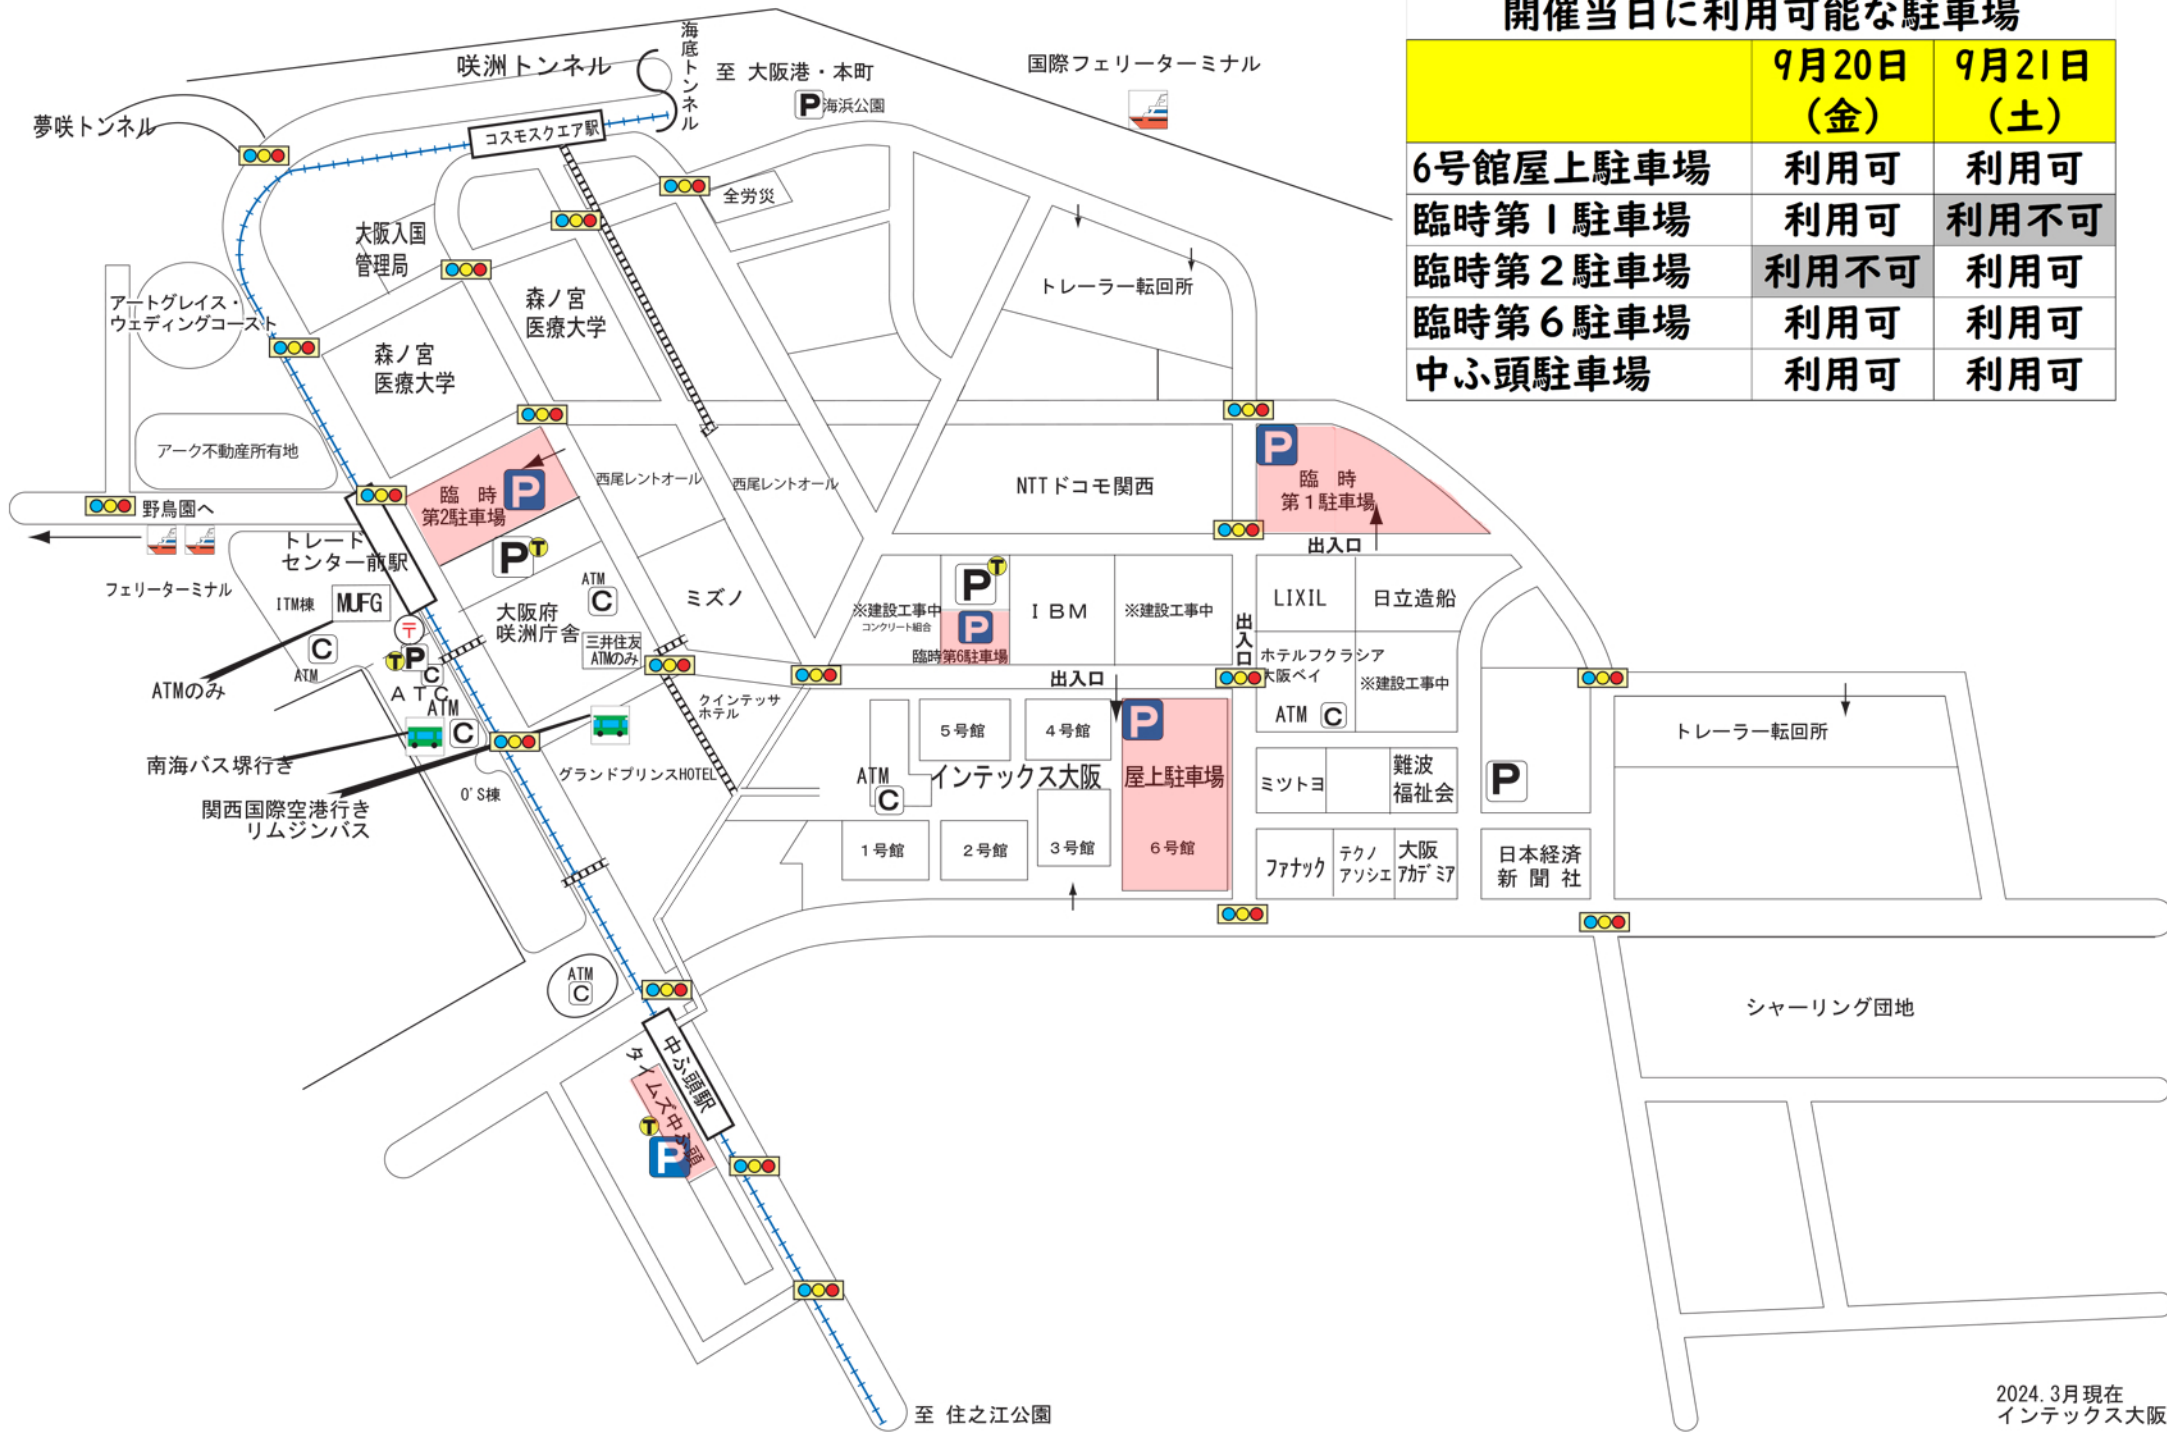 開催当日に利用可能な駐車場
9月20日 9月21日
(金) (土)
6号館屋上駐車場 利用可 利用可
臨時第1駐車場 利用可 利用不可
臨時第2駐車場 利用不可 利用可
臨時第6駐車場 利用可 利用可
中ふ頭駐車場 利用可 利用可
咲洲トンネル
海底トンネル
至 大阪港・本町
P 海浜公園
国際フェリーターミナル
夢咲トンネル
コスモスクエア駅
全労災
大阪入国
管理局
森ノ宮
医療大学
トレーラー転回所
アートグレイス・
ウェディングコースト
森ノ宮
医療大学
アーク不動産所有地
臨 時
第2駐車場
P
西尾レントオール
西尾レントオール
NTTドコモ関西
P
臨 時
第1駐車場
出入口
野鳥園へ
フェリーターミナル
トレード
センター前駅
P T
ITM棟
MUFG
〒
C
ATM
T P
C
ATMのみ
ATC
ATM
C
大阪府
咲洲庁舎
ATM
C
三井住友
ATMのみ
ミズノ
※建設工事中
コンクリート組合
P T
P
臨時第6駐車場
IBM
※建設工事中
出入口
LIXIL
日立造船
ホテルフクラシア
大阪ベイ
※建設工事中
ATM C
出入口
クインテッサ
ホテル
南海バス堺行き
関西国際空港行き
リムジンバス
O'S棟
グランドプリンスHOTEL
5号館
4号館
P
ATM
C
インテックス大阪
屋上駐車場
1号館
2号館
3号館
6号館
ミツトヨ
難波
福祉会
P
ファナック
テクノ
アソシエ
大阪
アカデミア
日本経済
新聞社
トレーラー転回所
ATM
C
中ふ頭駅
タイムズ中ふ頭
T
P
シャーリング団地
至 住之江公園
2024.3月現在
インテックス大阪